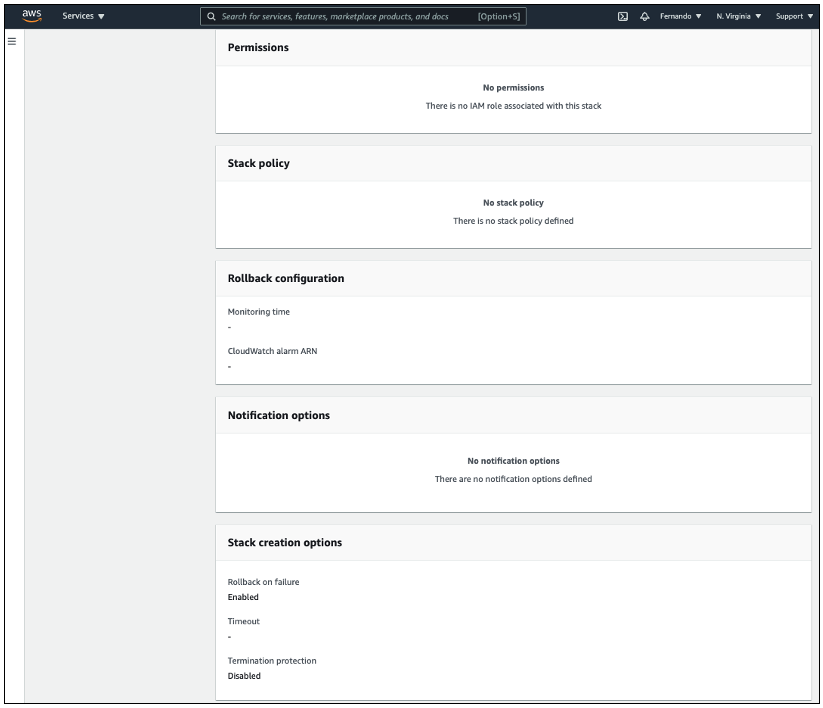 aws
Services ▼
Search for services, features, marketplace products, and docs [Option+S]
Fernando ▼
N. Virginia ▼
Support ▼
Permissions
No permissions
There is no IAM role associated with this stack
Stack policy
No stack policy
There is no stack policy defined
Rollback configuration
Monitoring time
-
CloudWatch alarm ARN
-
Notification options
No notification options
There are no notification options defined
Stack creation options
Rollback on failure
Enabled
Timeout
-
Termination protection
Disabled